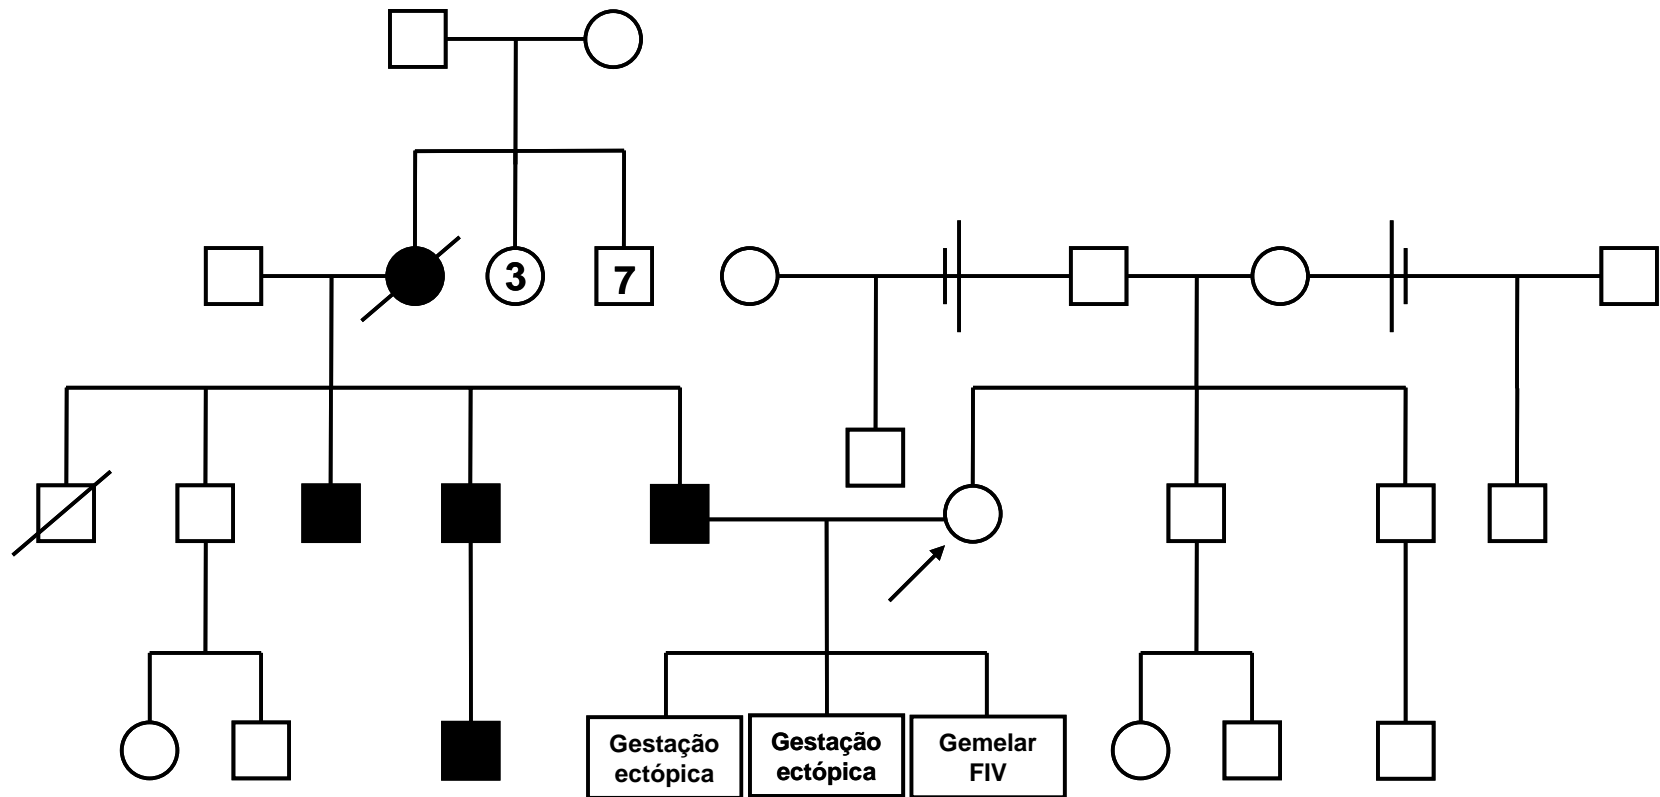 3
7
Gestação
ectópica
Gestação
ectópica
Gemelar
FIV